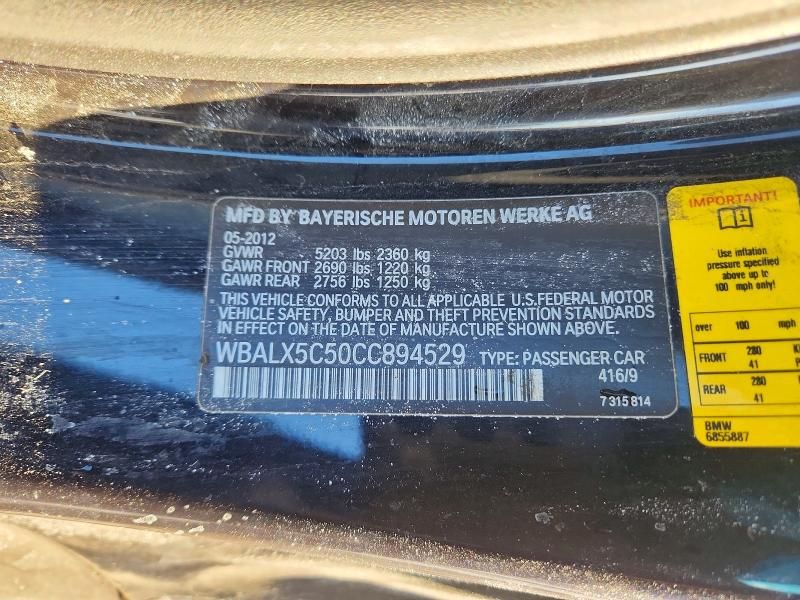 MFD BY BAYERISCHE MOTOREN WERKE AG
05-2012
GVWR 5203 lbs 2360 kg
GAWR FRONT 2690 lbs 1220 kg
GAWR REAR 2756 lbs 1250 kg
THIS VEHICLE CONFORMS TO ALL APPLICABLE U.S.FEDERAL MOTOR
VEHICLE SAFETY, BUMPER AND THEFT PREVENTION STANDARDS
IN EFFECT ON THE DATE OF MANUFACTURE SHOWN ABOVE.
WBALX5C50CC894529 TYPE: PASSENGER CAR
416/9
7 315 814
IMPORTANT!
i
Use inflation
pressure specified
above up to
100 mph only!
over 100 mph
FRONT 280
41
REAR 280
41
BMW
6855887